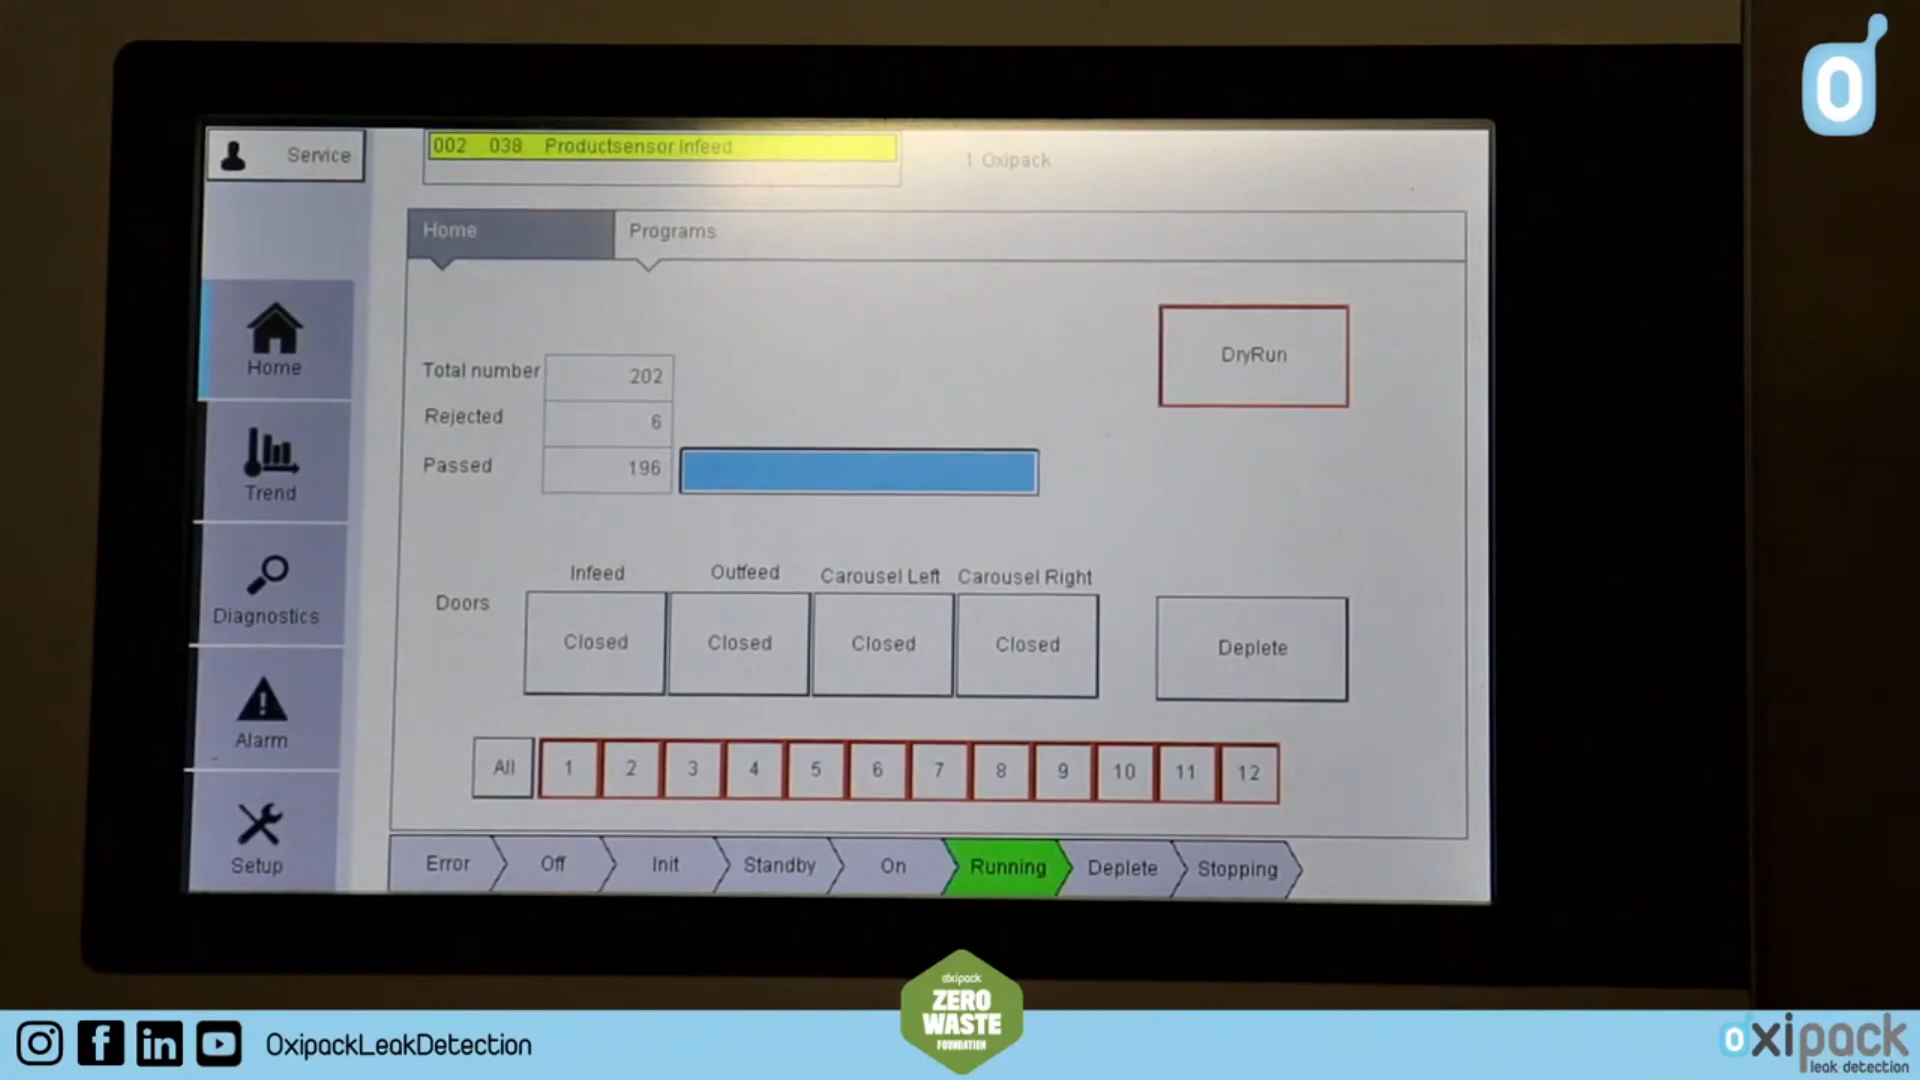 Service
002 038 Productsensor Infeed
1 Oxipack
Home
Programs
Home
Trend
Diagnostics
Alarm
Setup
DryRun
Total number 202
Rejected 6
Passed 196
Infeed Outfeed Carousel Left Carousel Right
Doors
Closed Closed Closed Closed
Deplete
All 1 2 3 4 5 6 7 8 9 10 11 12
Error Off Init Standby On Running Deplete Stopping
oxipack
ZERO
WASTE
FOUNDATION
OxipackLeakDetection
oxipack
leak detection